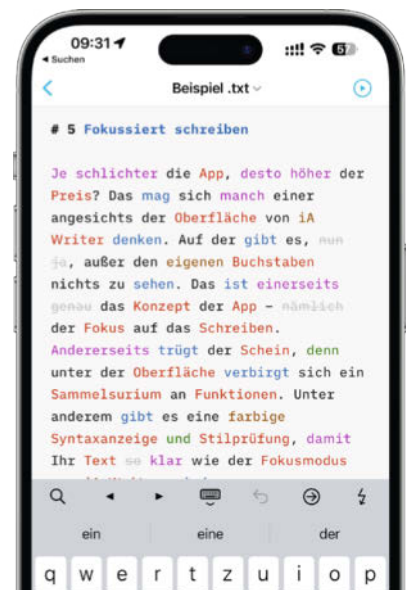 09:31
57
◂ Suchen
Beispiel .txt
# 5 Fokussiert schreiben
Je schlichter die App, desto höher der
Preis? Das mag sich manch einer
angesichts der Oberfläche von iA
Writer denken. Auf der gibt es, nun
ja, außer den eigenen Buchstaben
nichts zu sehen. Das ist einerseits
genau das Konzept der App – nämlich
der Fokus auf das Schreiben.
Andererseits trügt der Schein, denn
unter der Oberfläche verbirgt sich ein
Sammelsurium an Funktionen. Unter
anderem gibt es eine farbige
Syntaxanzeige und Stilprüfung, damit
Ihr Text so klar wie der Fokusmodus
ein eine der
q w e r t z u i o p